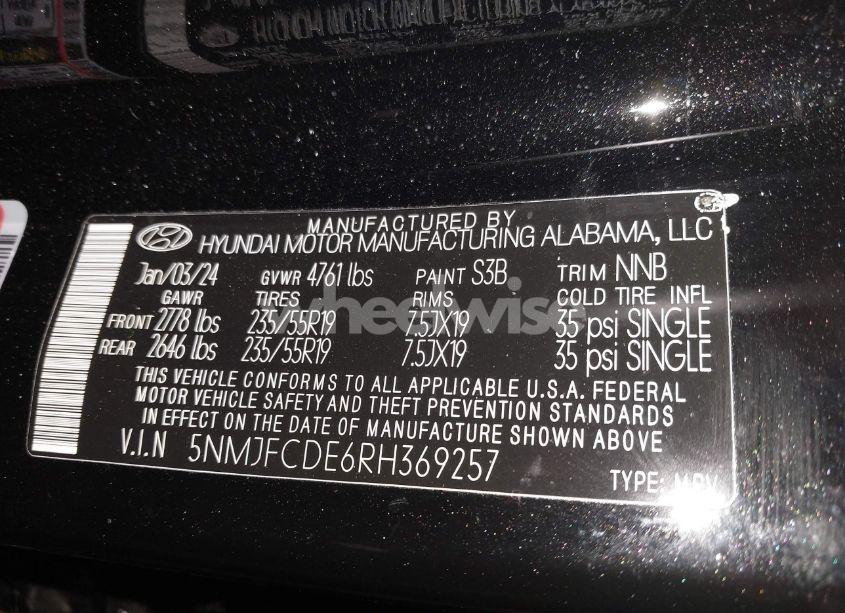 MANUFACTURED BY
HYUNDAI MOTOR MANUFACTURING ALABAMA, LLC
Jan/03/24 GVWR 4761 lbs PAINT S3B TRIM NNB
GAWR TIRES RIMS COLD TIRE INFL
FRONT 2778 lbs 235/55R19 7.5JX19 35 psi SINGLE
REAR 2646 lbs 235/55R19 7.5JX19 35 psi SINGLE
THIS VEHICLE CONFORMS TO ALL APPLICABLE U.S.A. FEDERAL
MOTOR VEHICLE SAFETY AND THEFT PREVENTION STANDARDS
IN EFFECT ON THE DATE OF MANUFACTURE SHOWN ABOVE
V.I.N 5NMJFCDE6RH369257
TYPE: MPV
wheelwise